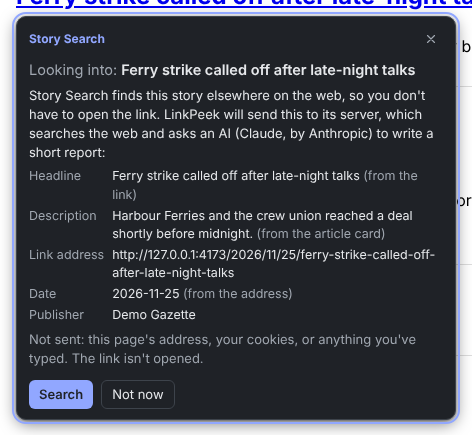 Ferry strike called off after late-night ta
Story Search ×
Looking into: Ferry strike called off after late-night talks
Story Search finds this story elsewhere on the web, so you don't
have to open the link. LinkPeek will send this to its server, which
searches the web and asks an AI (Claude, by Anthropic) to write a
short report:
Headline Ferry strike called off after late-night talks (from the
link)
Description Harbour Ferries and the crew union reached a deal
shortly before midnight. (from the article card)
Link address http://127.0.0.1:4173/2026/11/25/ferry-strike-called-off-
after-late-night-talks
Date 2026-11-25 (from the address)
Publisher Demo Gazette
Not sent: this page's address, your cookies, or anything you've
typed. The link isn't opened.
Search Not now